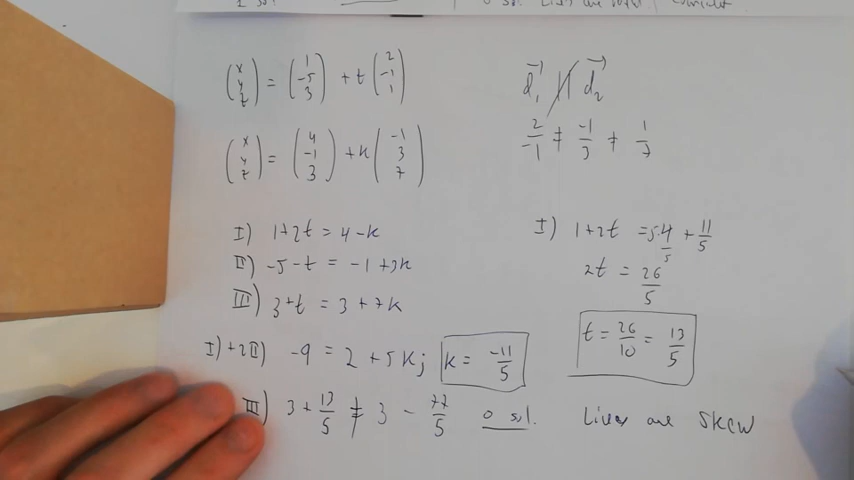 (x y z) = (1 -5 3) + t (2 -1 1)
(x y z) = (4 -1 3) + k (-1 3 7)
d₁ ∦ d₂
2/-1 ≠ -1/3 ≠ 1/7
I) 1+2t = 4-k
II) -5-t = -1+3k
III) 3+t = 3+7k
I)+2II) -9 = 2+5k; k = -11/5
III) 3+13/5 ≠ 3-77/5 0 sol. Lines are skew
I) 1+2t = 5·4/5 + 11/5
2t = 26/5
t = 26/10 = 13/5